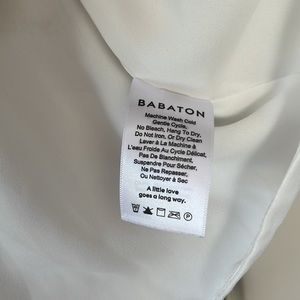 BABATON
Machine Wash Cold
Gentle Cycle,
No Bleach, Hang To Dry,
Do Not Iron, Or Dry Clean
Laver À La Machine À
L'eau Froide Au Cycle Délicat,
Pas De Blanchiment,
Suspendre Pour Sécher,
Ne Pas Repasser,
Ou Nettoyer à Sec
A little love
goes a long way.
P